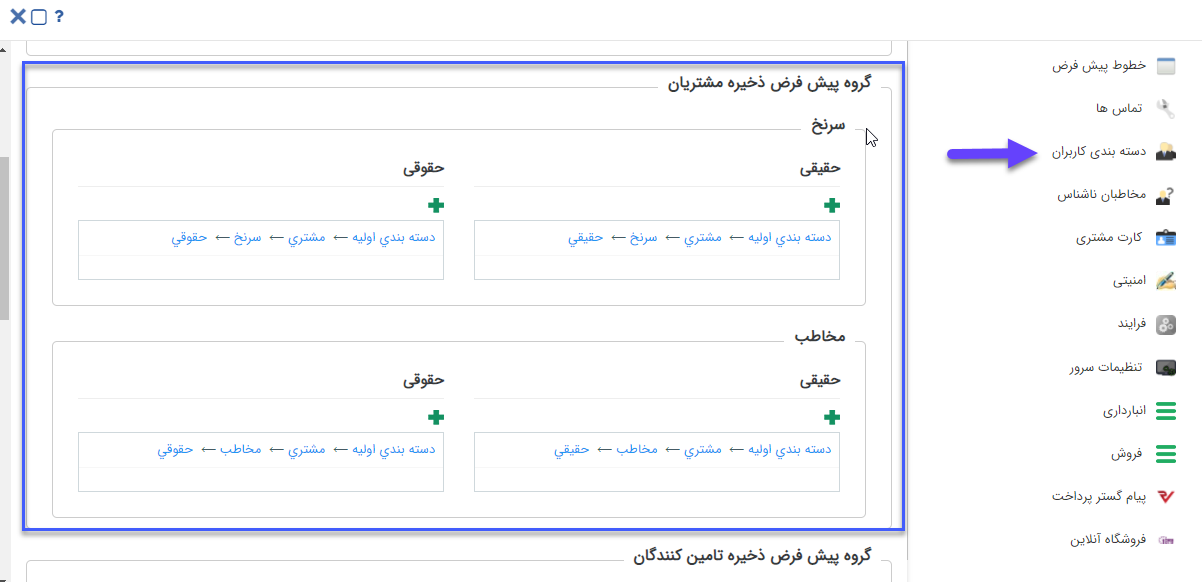 ?
خطوط پیش فرض
تماس ها
دسته بندی کاربران
مخاطبان ناشناس
کارت مشتری
امنیتی
فرایند
تنظیمات سرور
انبارداری
فروش
پیام گستر پرداخت
فروشگاه آنلاین
گروه پیش فرض ذخیره مشتریان
سرنخ
حقیقی
دسته بندي اوليه ← مشتري ← سرنخ ← حقيقي
حقوقی
دسته بندي اوليه ← مشتري ← سرنخ ← حقوقي
مخاطب
حقیقی
دسته بندي اوليه ← مشتري ← مخاطب ← حقيقي
حقوقی
دسته بندي اوليه ← مشتري ← مخاطب ← حقوقي
گروه پیش فرض ذخیره تامین کنندگان